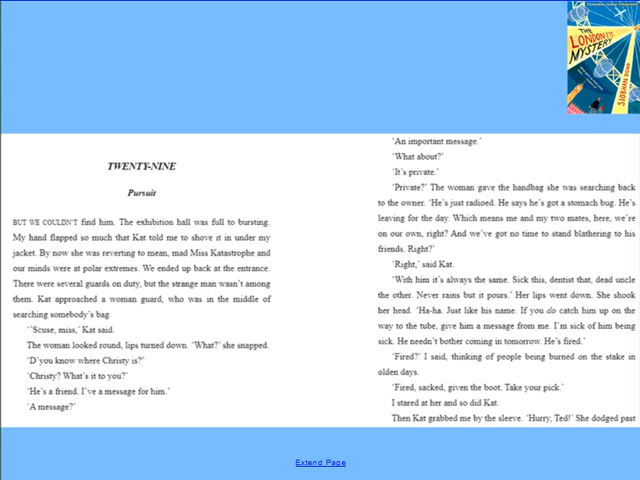 THE
LONDON EYE
MYSTERY
SIOBHAN DOWD
TWENTY-NINE
Pursuit
BUT WE COULDN'T find him. The exhibition hall was full to bursting.
My hand flapped so much that Kat told me to shove it in under my
jacket. By now she was reverting to mean, mad Miss Katastrophe and
our minds were at polar extremes. We ended up back at the entrance.
There were several guards on duty, but the strange man wasn't among
them. Kat approached a woman guard, who was in the middle of
searching somebody's bag.
''Scuse, miss,' Kat said.
The woman looked round, lips turned down. 'What?' she snapped.
'D'you know where Christy is?'
'Christy? What's it to you?'
'He's a friend. I've a message for him.'
'A message?'
'An important message.'
'What about?'
'It's private.'
'Private?' The woman gave the handbag she was searching back
to the owner. 'He's just radioed. He says he's got a stomach bug. He's
leaving for the day. Which means me and my two mates, here, we're
on our own, right? And we've got no time to stand blathering to his
friends. Right?'
'Right,' said Kat.
'With him it's always the same. Sick this, dentist that, dead uncle
the other. Never rains but it pours.' Her lips went down. She shook
her head. 'Ha-ha. Just like his name. If you do catch him up on the
way to the tube, give him a message from me. I'm sick of him being
sick. He needn't bother coming in tomorrow. He's fired.'
'Fired?' I said, thinking of people being burned on the stake in
olden days.
'Fired, sacked, given the boot. Take your pick.'
I stared at her and so did Kat.
Then Kat grabbed me by the sleeve. 'Hurry, Ted!' She dodged past
Extend Page